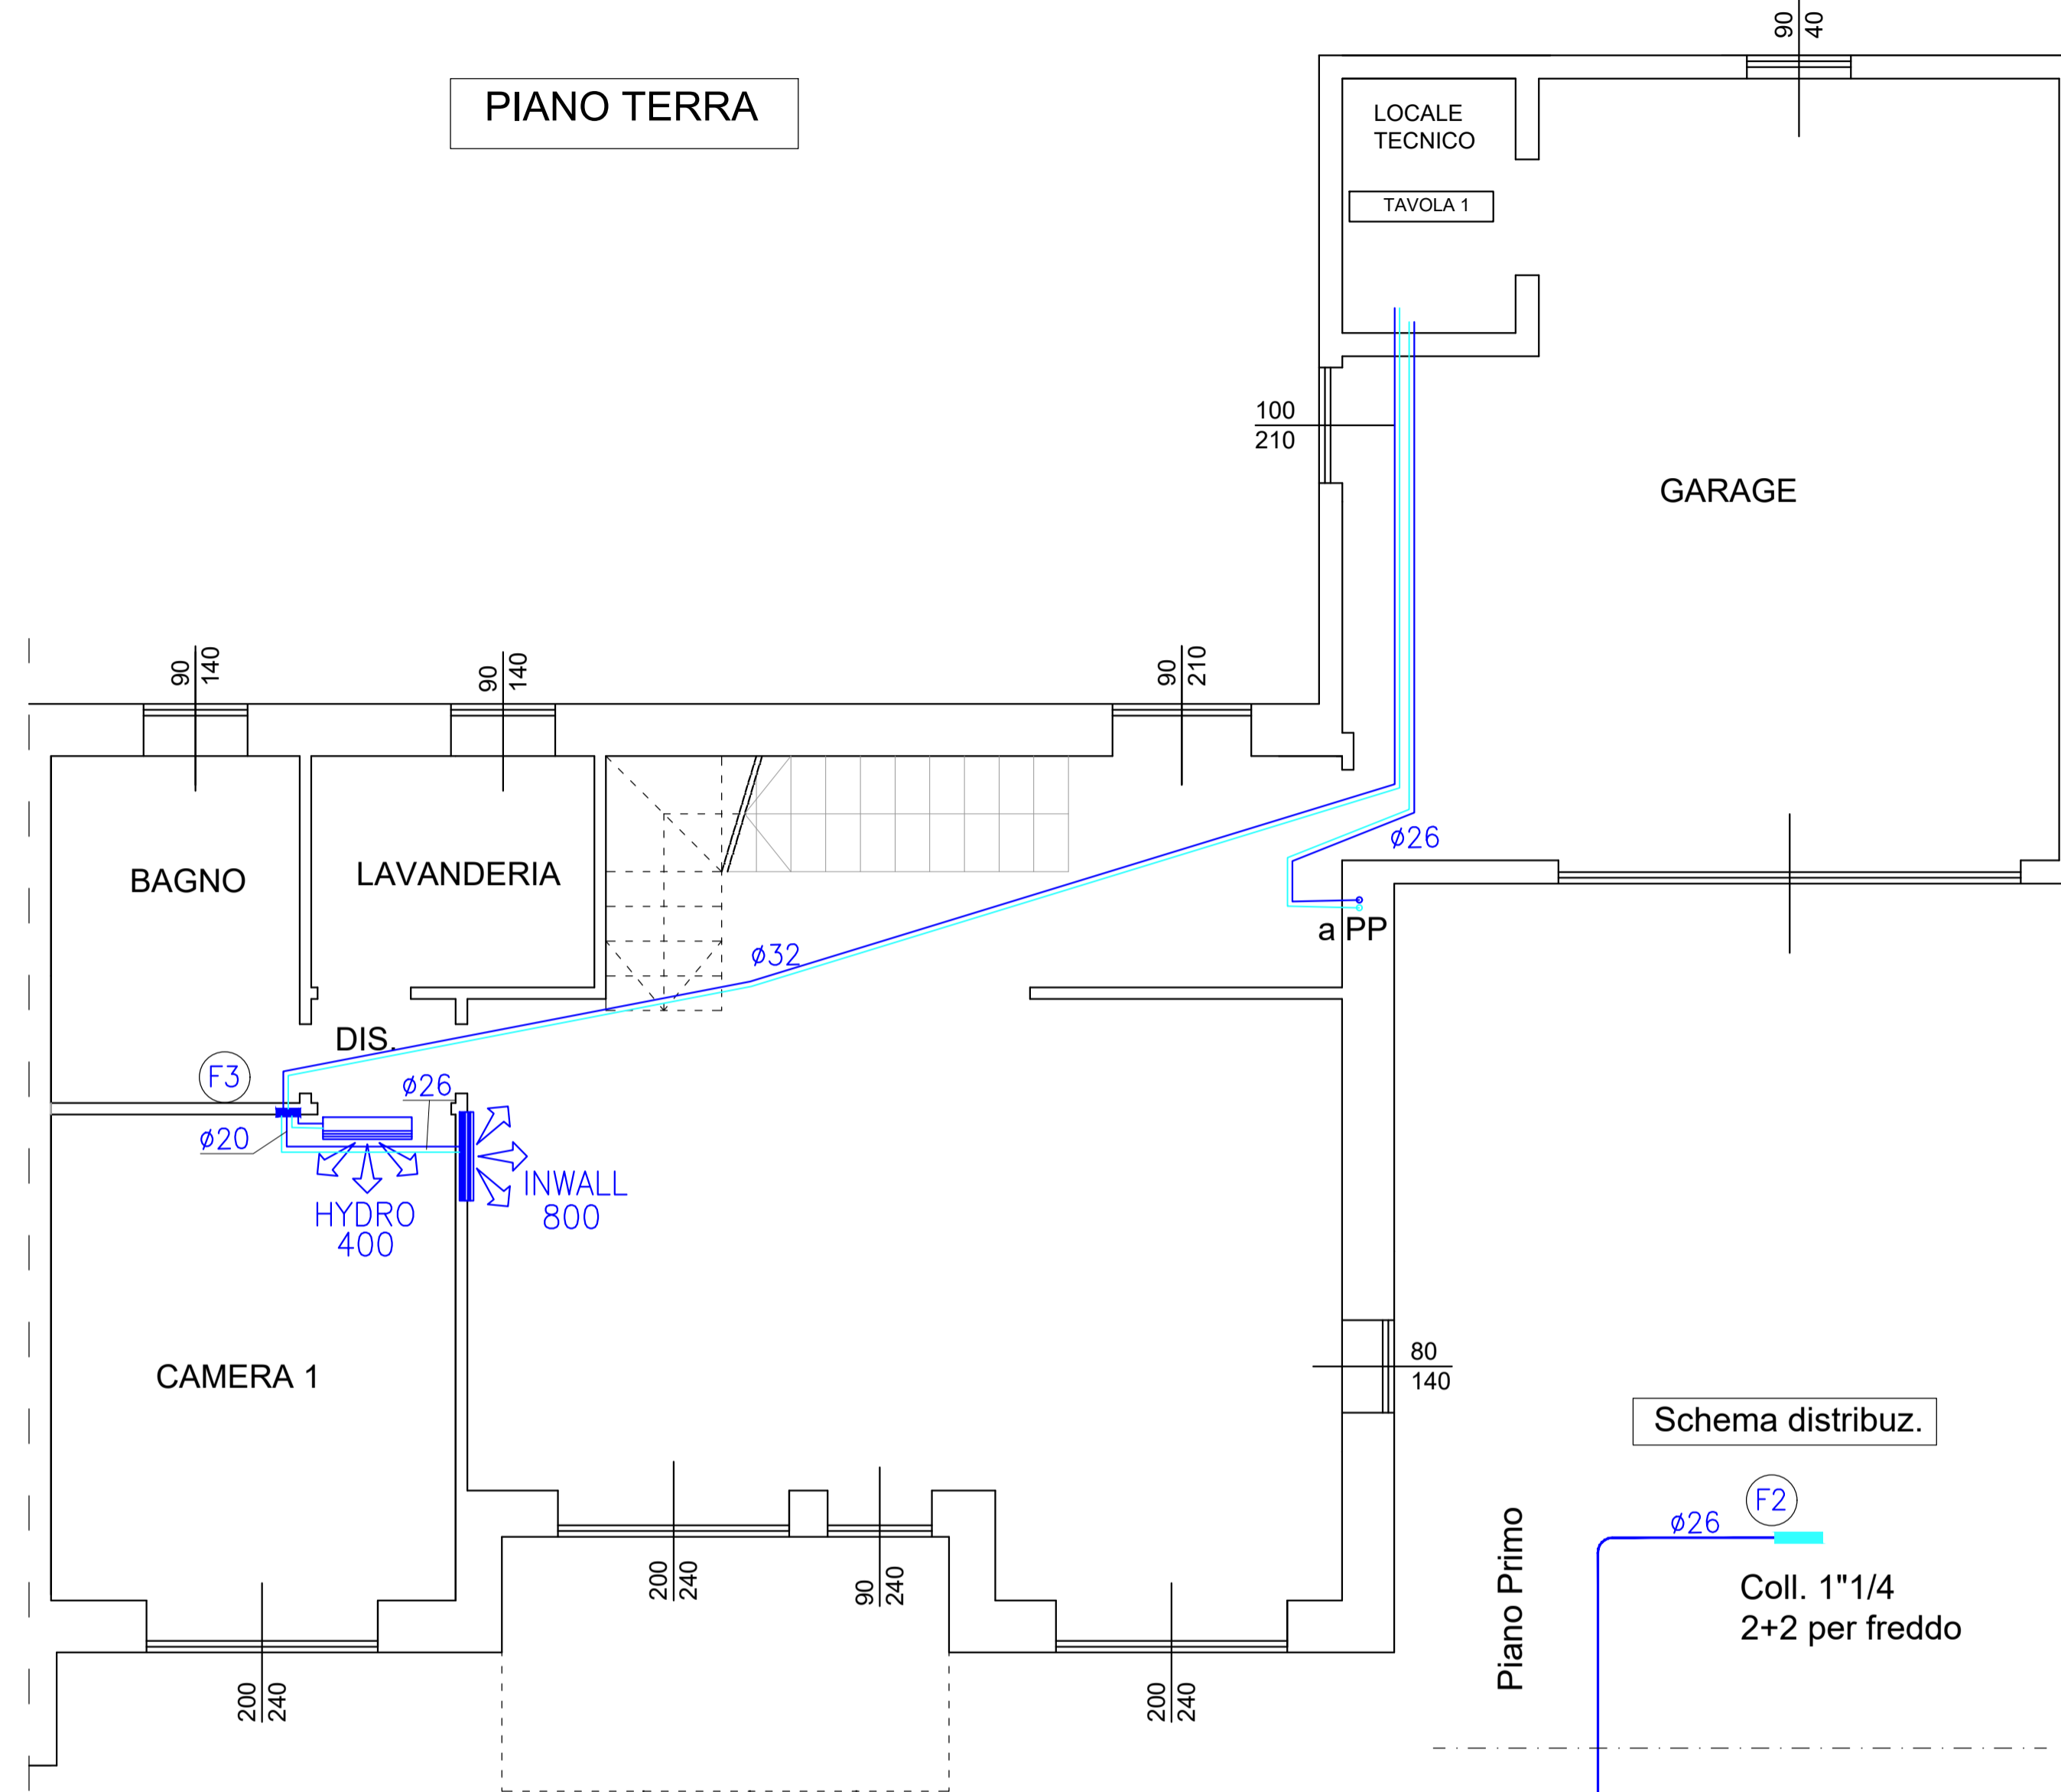 90
40
PIANO TERRA
LOCALE
TECNICO
TAVOLA 1
100
210
GARAGE
90
140
90
140
90
210
BAGNO
LAVANDERIA
ø26
a PP
ø32
DIS.
F3
ø26
ø20
HYDRO
400
INWALL
800
CAMERA 1
80
140
Schema distribuz.
F2
ø26
Piano Primo
Coll. 1"1/4
2+2 per freddo
200
240
90
240
200
240
200
240